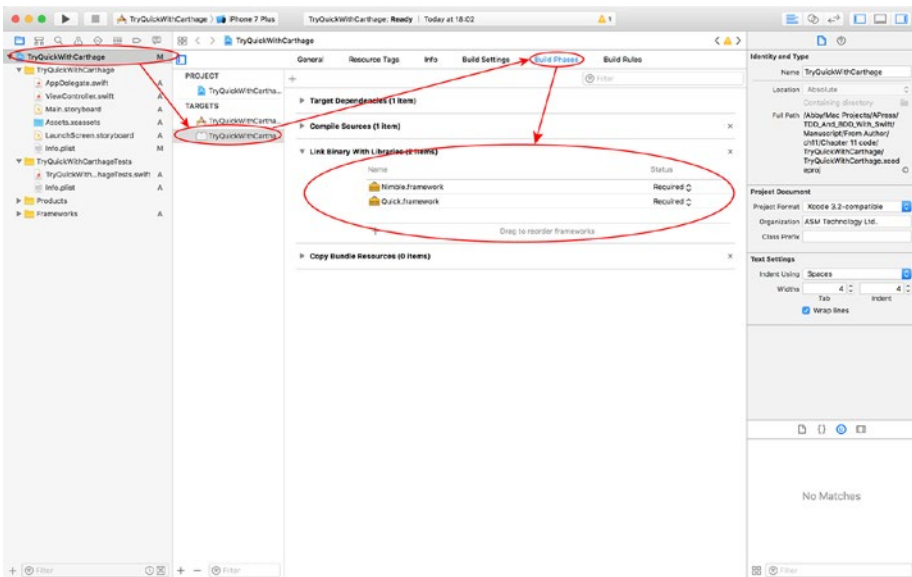 TryQuickWithCarthage
iPhone 7 Plus
TryQuickWithCarthage: Ready | Today at 18:02
1
TryQuickWithCarthage
TryQuickWithCarthage M
TryQuickWithCarthage
AppDelegate.swift A
ViewController.swift A
Main.storyboard A
Assets.xcassets A
LaunchScreen.storyboard A
Info.plist M
TryQuickWithCarthageTests
TryQuickWith...hageTests.swift A
Info.plist A
Products
Frameworks A
Filter
PROJECT
TryQuickWithCartha...
TARGETS
TryQuickWithCartha...
TryQuickWithCartha...
Filter
General Resource Tags Info Build Settings Build Phases Build Rules
Filter
Target Dependencies (1 item)
Compile Sources (1 item)
Link Binary With Libraries (2 items)
Name Status
Nimble.framework Required
Quick.framework Required
Drag to reorder frameworks
Copy Bundle Resources (0 items)
Identity and Type
Name TryQuickWithCarthage
Location Absolute
Containing directory
Full Path /Abby/Mac Projects/APress/
TDD_And_BDD_With_Swift/
Manuscript/From Author/
ch11/Chapter 11 code/
TryQuickWithCarthage/
TryQuickWithCarthage.xcod
eproj
Project Document
Project Format Xcode 3.2-compatible
Organization ASM Technology Ltd.
Class Prefix
Text Settings
Indent Using Spaces
Widths 4 4
Tab Indent
Wrap lines
No Matches
Filter